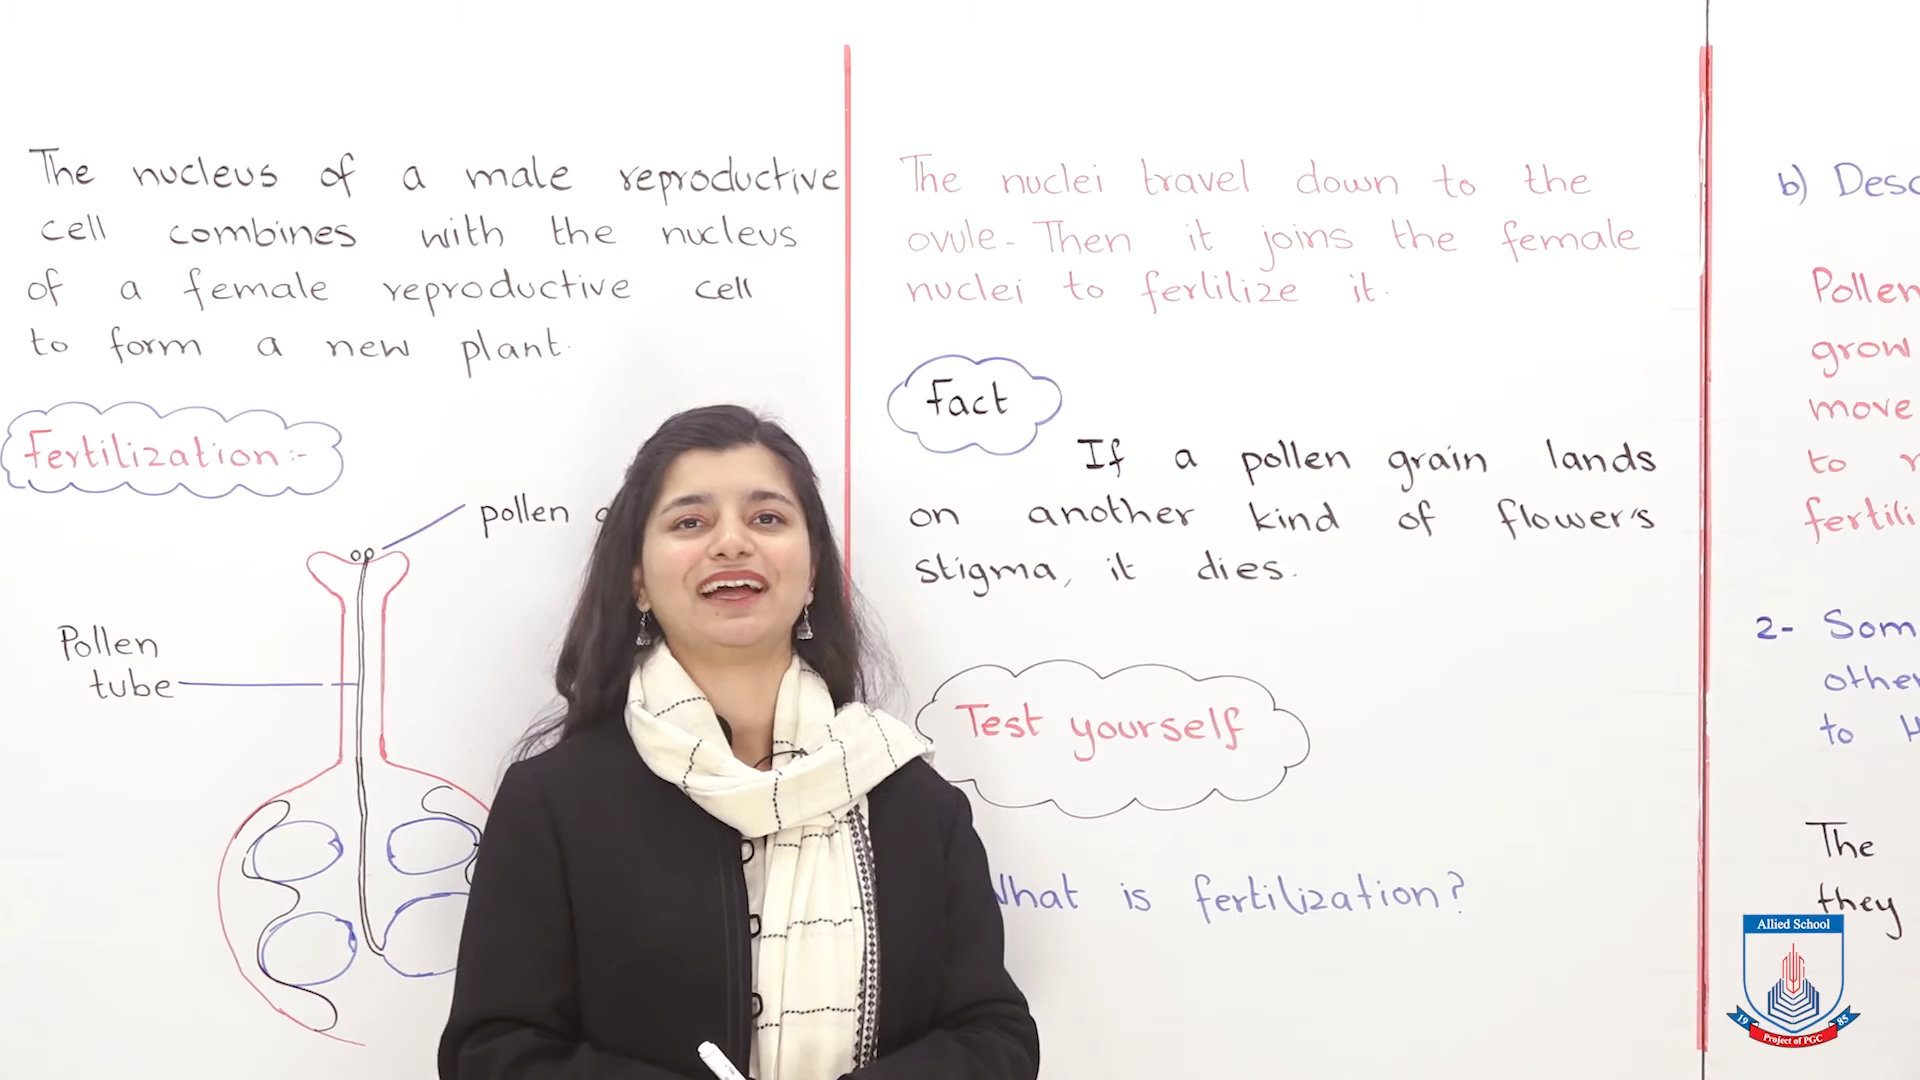 The nucleus of a male reproductive
cell combines with the nucleus
of a female reproductive cell
to form a new plant.
Fertilization:-
pollen
Pollen
tube
The nuclei travel down to the
ovule. Then it joins the female
nuclei to fertilize it.
Fact
If a pollen grain lands
on another kind of flower's
stigma, it dies.
Test yourself
What is fertilization?
b) Desc
Pollen
grow
move
to
fertili
2- Som
other
to
The
they
Allied School
1985
Project of PGC